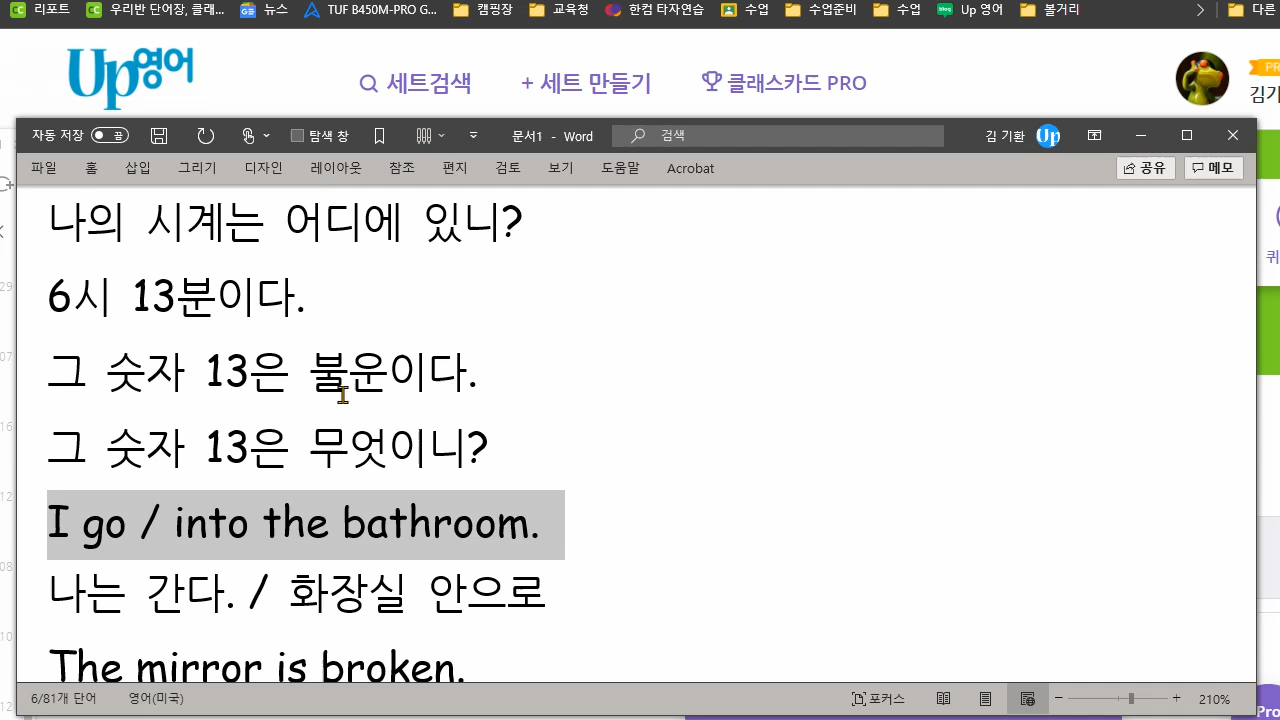 리포트 우리반 단어장, 클래... 뉴스 TUF B450M-PRO G... 캠핑장 교육청 한컴 타자연습 수업 수업준비 수업 Up 영어 볼거리 다른
Up영어 세트검색 + 세트 만들기 클래스카드 PRO
김기
자동 저장 끔 탐색 창 문서1 - Word 검색 김 기환 Up
파일 홈 삽입 그리기 디자인 레이아웃 참조 편지 검토 보기 도움말 Acrobat 공유 메모
나의 시계는 어디에 있니?
6시 13분이다.
그 숫자 13은 불운이다.
그 숫자 13은 무엇이니?
I go / into the bathroom.
나는 간다. / 화장실 안으로
The mirror is broken.
6/81개 단어 영어(미국) 포커스 210%